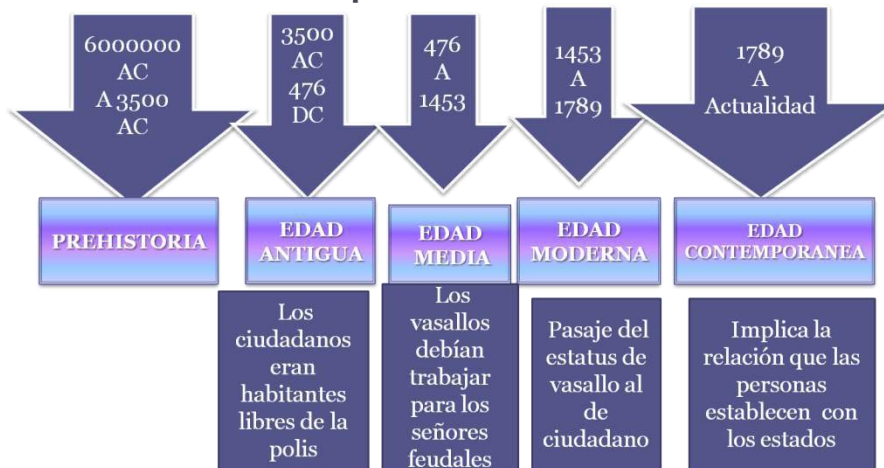 6000000
AC
A 3500
AC
3500
AC
476
DC
476
A
1453
1453
A
1789
1789
A
Actualidad
PREHISTORIA
EDAD
ANTIGUA
EDAD
MEDIA
EDAD
MODERNA
EDAD
CONTEMPORANEA
Los
ciudadanos
eran
habitantes
libres de la
polis
Los
vasallos
debían
trabajar
para los
señores
feudales
Pasaje del
estatus de
vasallo al
de
ciudadano
Implica la
relación que las
personas
establecen con
los estados